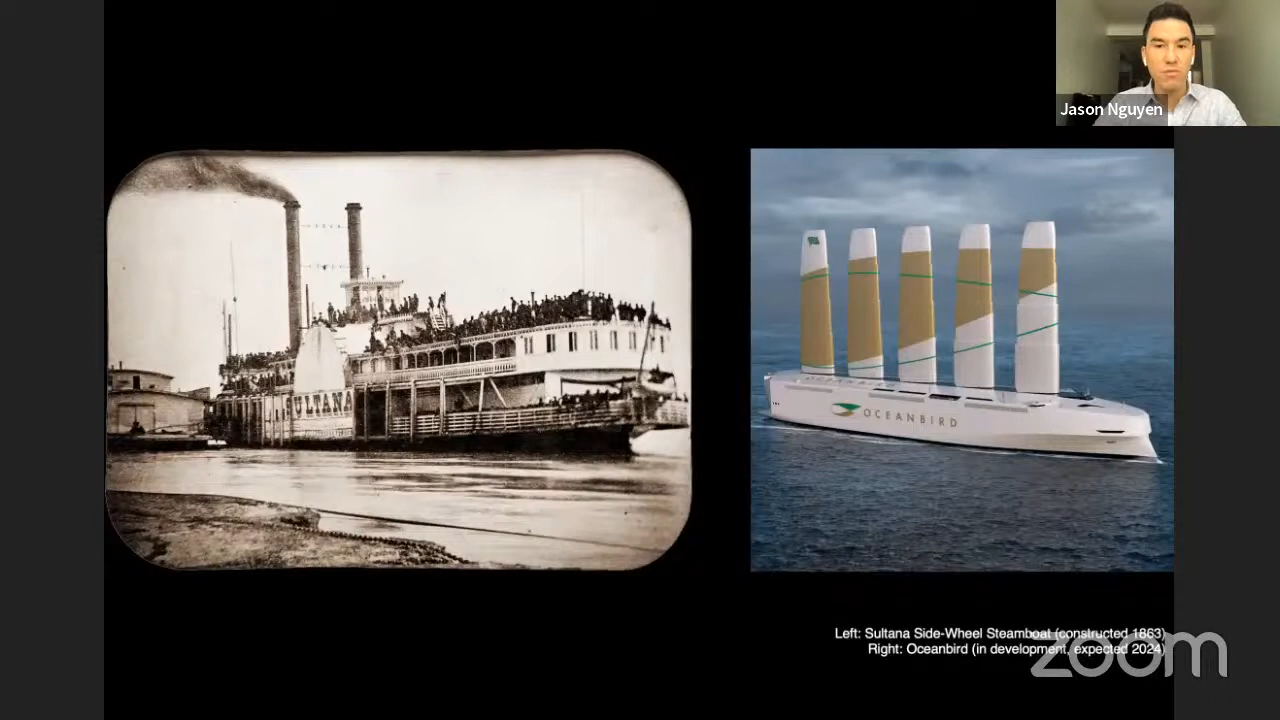 Jason Nguyen
SULTANA
OCEANBIRD
Left: Sultana Side-Wheel Steamboat (constructed 1863)
Right: Oceanbird (in development, expected 2024)
zoom